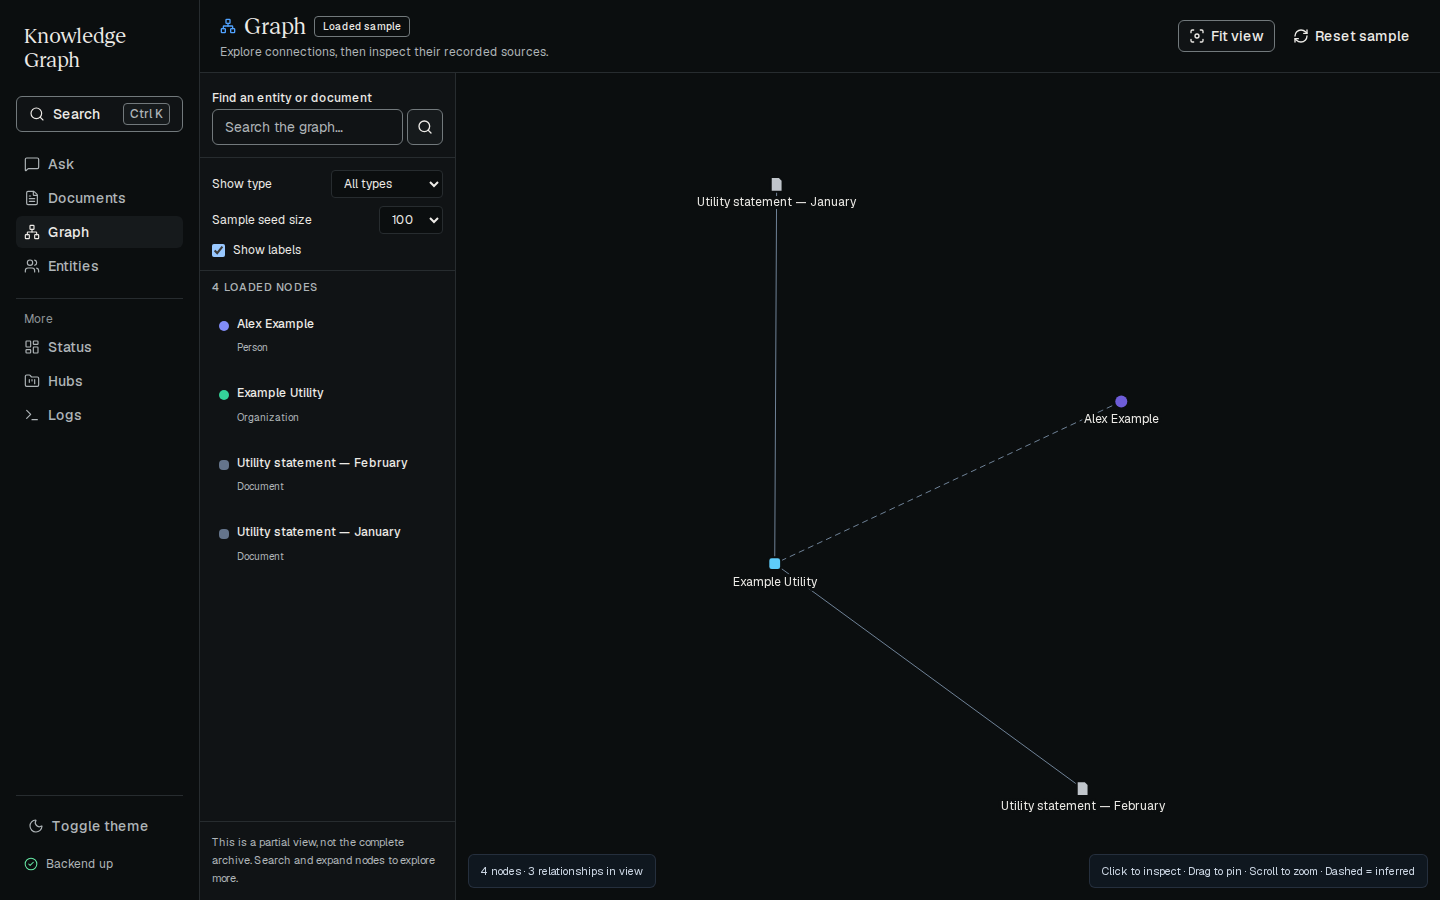 Knowledge
Graph
Search
Ctrl K
Ask
Documents
Graph
Entities
More
Status
Hubs
Logs
Toggle theme
Backend up
Graph
Loaded sample
Explore connections, then inspect their recorded sources.
Fit view
Reset sample
Find an entity or document
Search the graph...
Show type
All types
Sample seed size
100
Show labels
4 LOADED NODES
Alex Example
Person
Example Utility
Organization
Utility statement — February
Document
Utility statement — January
Document
This is a partial view, not the complete
archive. Search and expand nodes to explore
more.
Utility statement — January
Alex Example
Example Utility
Utility statement — February
4 nodes · 3 relationships in view
Click to inspect · Drag to pin · Scroll to zoom · Dashed = inferred